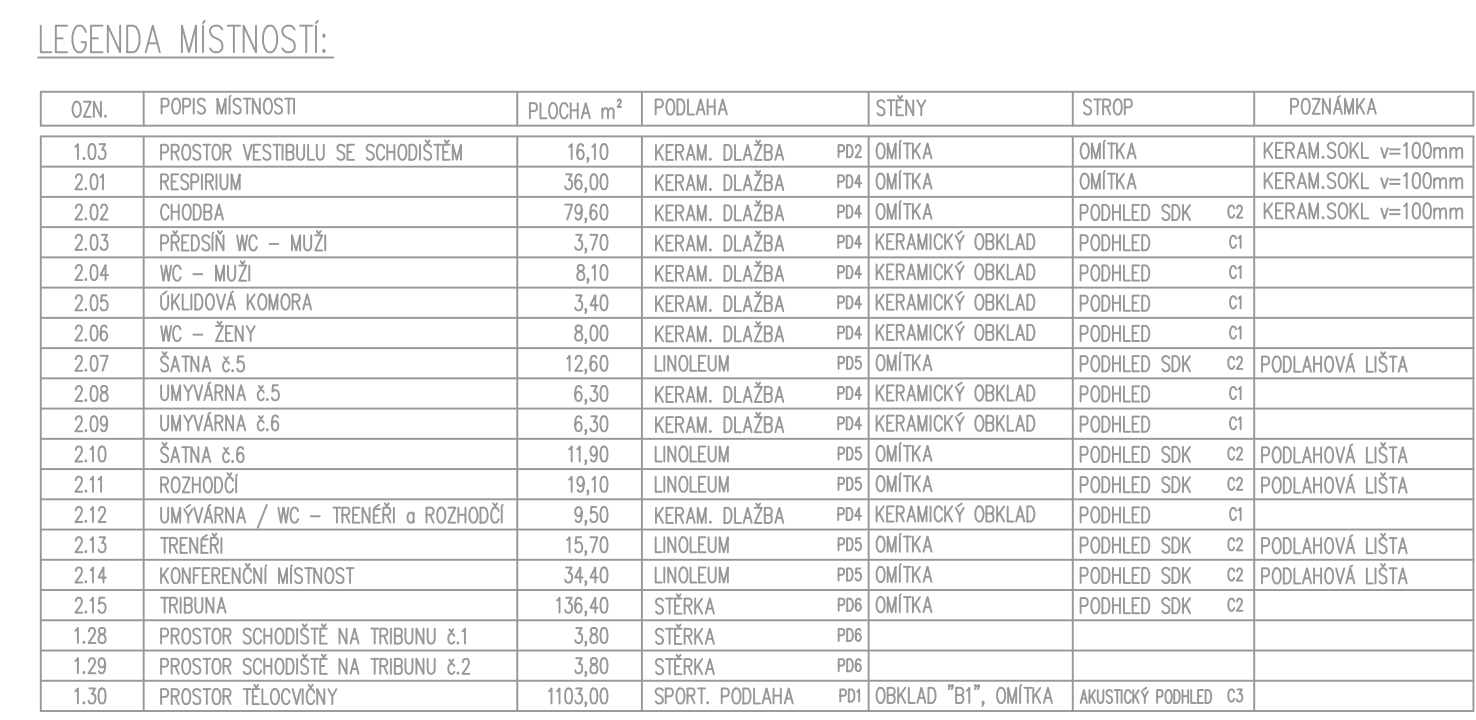 LEGENDA MÍSTNOSTÍ:
OZN. POPIS MÍSTNOSTI PLOCHA m² PODLAHA STĚNY STROP POZNÁMKA
1.03 PROSTOR VESTIBULU SE SCHODIŠTĚM 16,10 KERAM. DLAŽBA PD2 OMÍTKA OMÍTKA KERAM.SOKL v=100mm
2.01 RESPIRIUM 36,00 KERAM. DLAŽBA PD4 OMÍTKA OMÍTKA KERAM.SOKL v=100mm
2.02 CHODBA 79,60 KERAM. DLAŽBA PD4 OMÍTKA PODHLED SDK C2 KERAM.SOKL v=100mm
2.03 PŘEDSÍŇ WC – MUŽI 3,70 KERAM. DLAŽBA PD4 KERAMICKÝ OBKLAD PODHLED C1
2.04 WC – MUŽI 8,10 KERAM. DLAŽBA PD4 KERAMICKÝ OBKLAD PODHLED C1
2.05 ÚKLIDOVÁ KOMORA 3,40 KERAM. DLAŽBA PD4 KERAMICKÝ OBKLAD PODHLED C1
2.06 WC – ŽENY 8,00 KERAM. DLAŽBA PD4 KERAMICKÝ OBKLAD PODHLED C1
2.07 ŠATNA č.5 12,60 LINOLEUM PD5 OMÍTKA PODHLED SDK C2 PODLAHOVÁ LIŠTA
2.08 UMYVÁRNA č.5 6,30 KERAM. DLAŽBA PD4 KERAMICKÝ OBKLAD PODHLED C1
2.09 UMYVÁRNA č.6 6,30 KERAM. DLAŽBA PD4 KERAMICKÝ OBKLAD PODHLED C1
2.10 ŠATNA č.6 11,90 LINOLEUM PD5 OMÍTKA PODHLED SDK C2 PODLAHOVÁ LIŠTA
2.11 ROZHODČÍ 19,10 LINOLEUM PD5 OMÍTKA PODHLED SDK C2 PODLAHOVÁ LIŠTA
2.12 UMÝVÁRNA / WC – TRENÉŘI a ROZHODČÍ 9,50 KERAM. DLAŽBA PD4 KERAMICKÝ OBKLAD PODHLED C1
2.13 TRENÉŘI 15,70 LINOLEUM PD5 OMÍTKA PODHLED SDK C2 PODLAHOVÁ LIŠTA
2.14 KONFERENČNÍ MÍSTNOST 34,40 LINOLEUM PD5 OMÍTKA PODHLED SDK C2 PODLAHOVÁ LIŠTA
2.15 TRIBUNA 136,40 STĚRKA PD6 OMÍTKA PODHLED SDK C2
1.28 PROSTOR SCHODIŠTĚ NA TRIBUNU č.1 3,80 STĚRKA PD6
1.29 PROSTOR SCHODIŠTĚ NA TRIBUNU č.2 3,80 STĚRKA PD6
1.30 PROSTOR TĚLOCVIČNY 1103,00 SPORT. PODLAHA PD1 OBKLAD "B1", OMÍTKA AKUSTICKÝ PODHLED C3